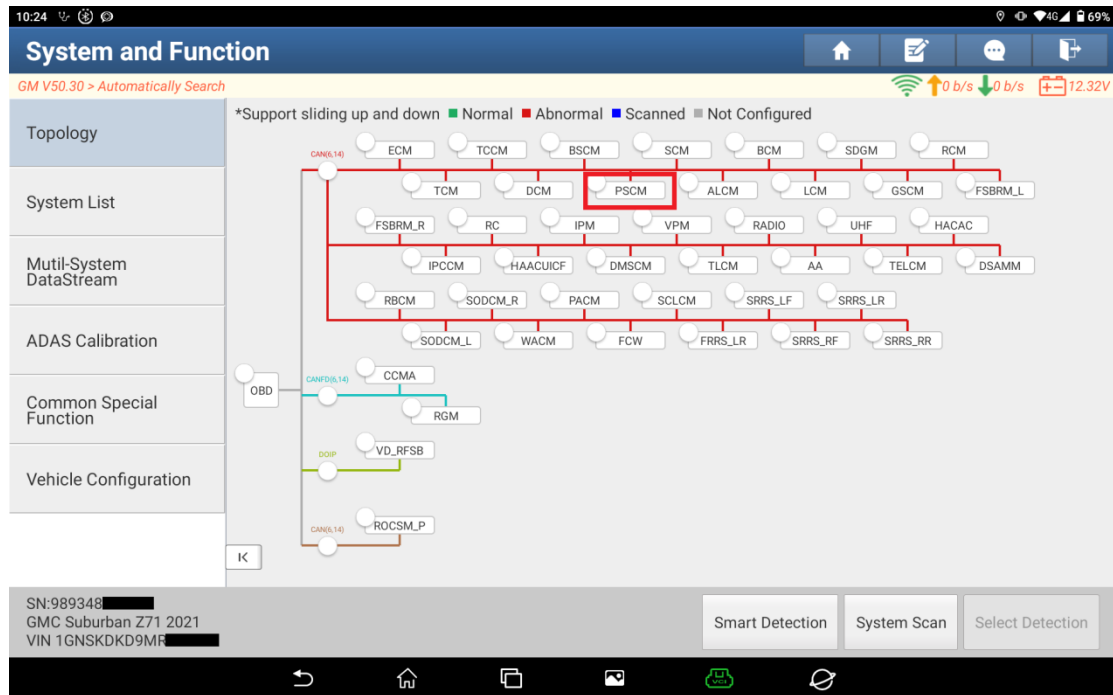 10:24 4G 69%
System and Function
GM V50.30 > Automatically Search 0 b/s 0 b/s 12.32V
Topology
System List
Mutil-System
DataStream
ADAS Calibration
Common Special
Function
Vehicle Configuration
*Support sliding up and down Normal Abnormal Scanned Not Configured
CAN(6,14) ECM TCCM BSCM SCM BCM SDGM RCM
TCM DCM PSCM ALCM LCM GSCM FSBRM_L
FSBRM_R RC IPM VPM RADIO UHF HACAC
IPCCM HAACUICF DMSCM TLCM AA TELCM DSAMM
RBCM SODCM_R PACM SCLCM SRRS_LF SRRS_LR
SODCM_L WACM FCW FRRS_LR SRRS_RF SRRS_RR
OBD
CANFD(6,14) CCMA
RGM
DOIP VD_RFSB
CAN(6,14) ROCSM_P
SN:989348
GMC Suburban Z71 2021
VIN 1GNSKDKD9MR
Smart Detection System Scan Select Detection
VCI